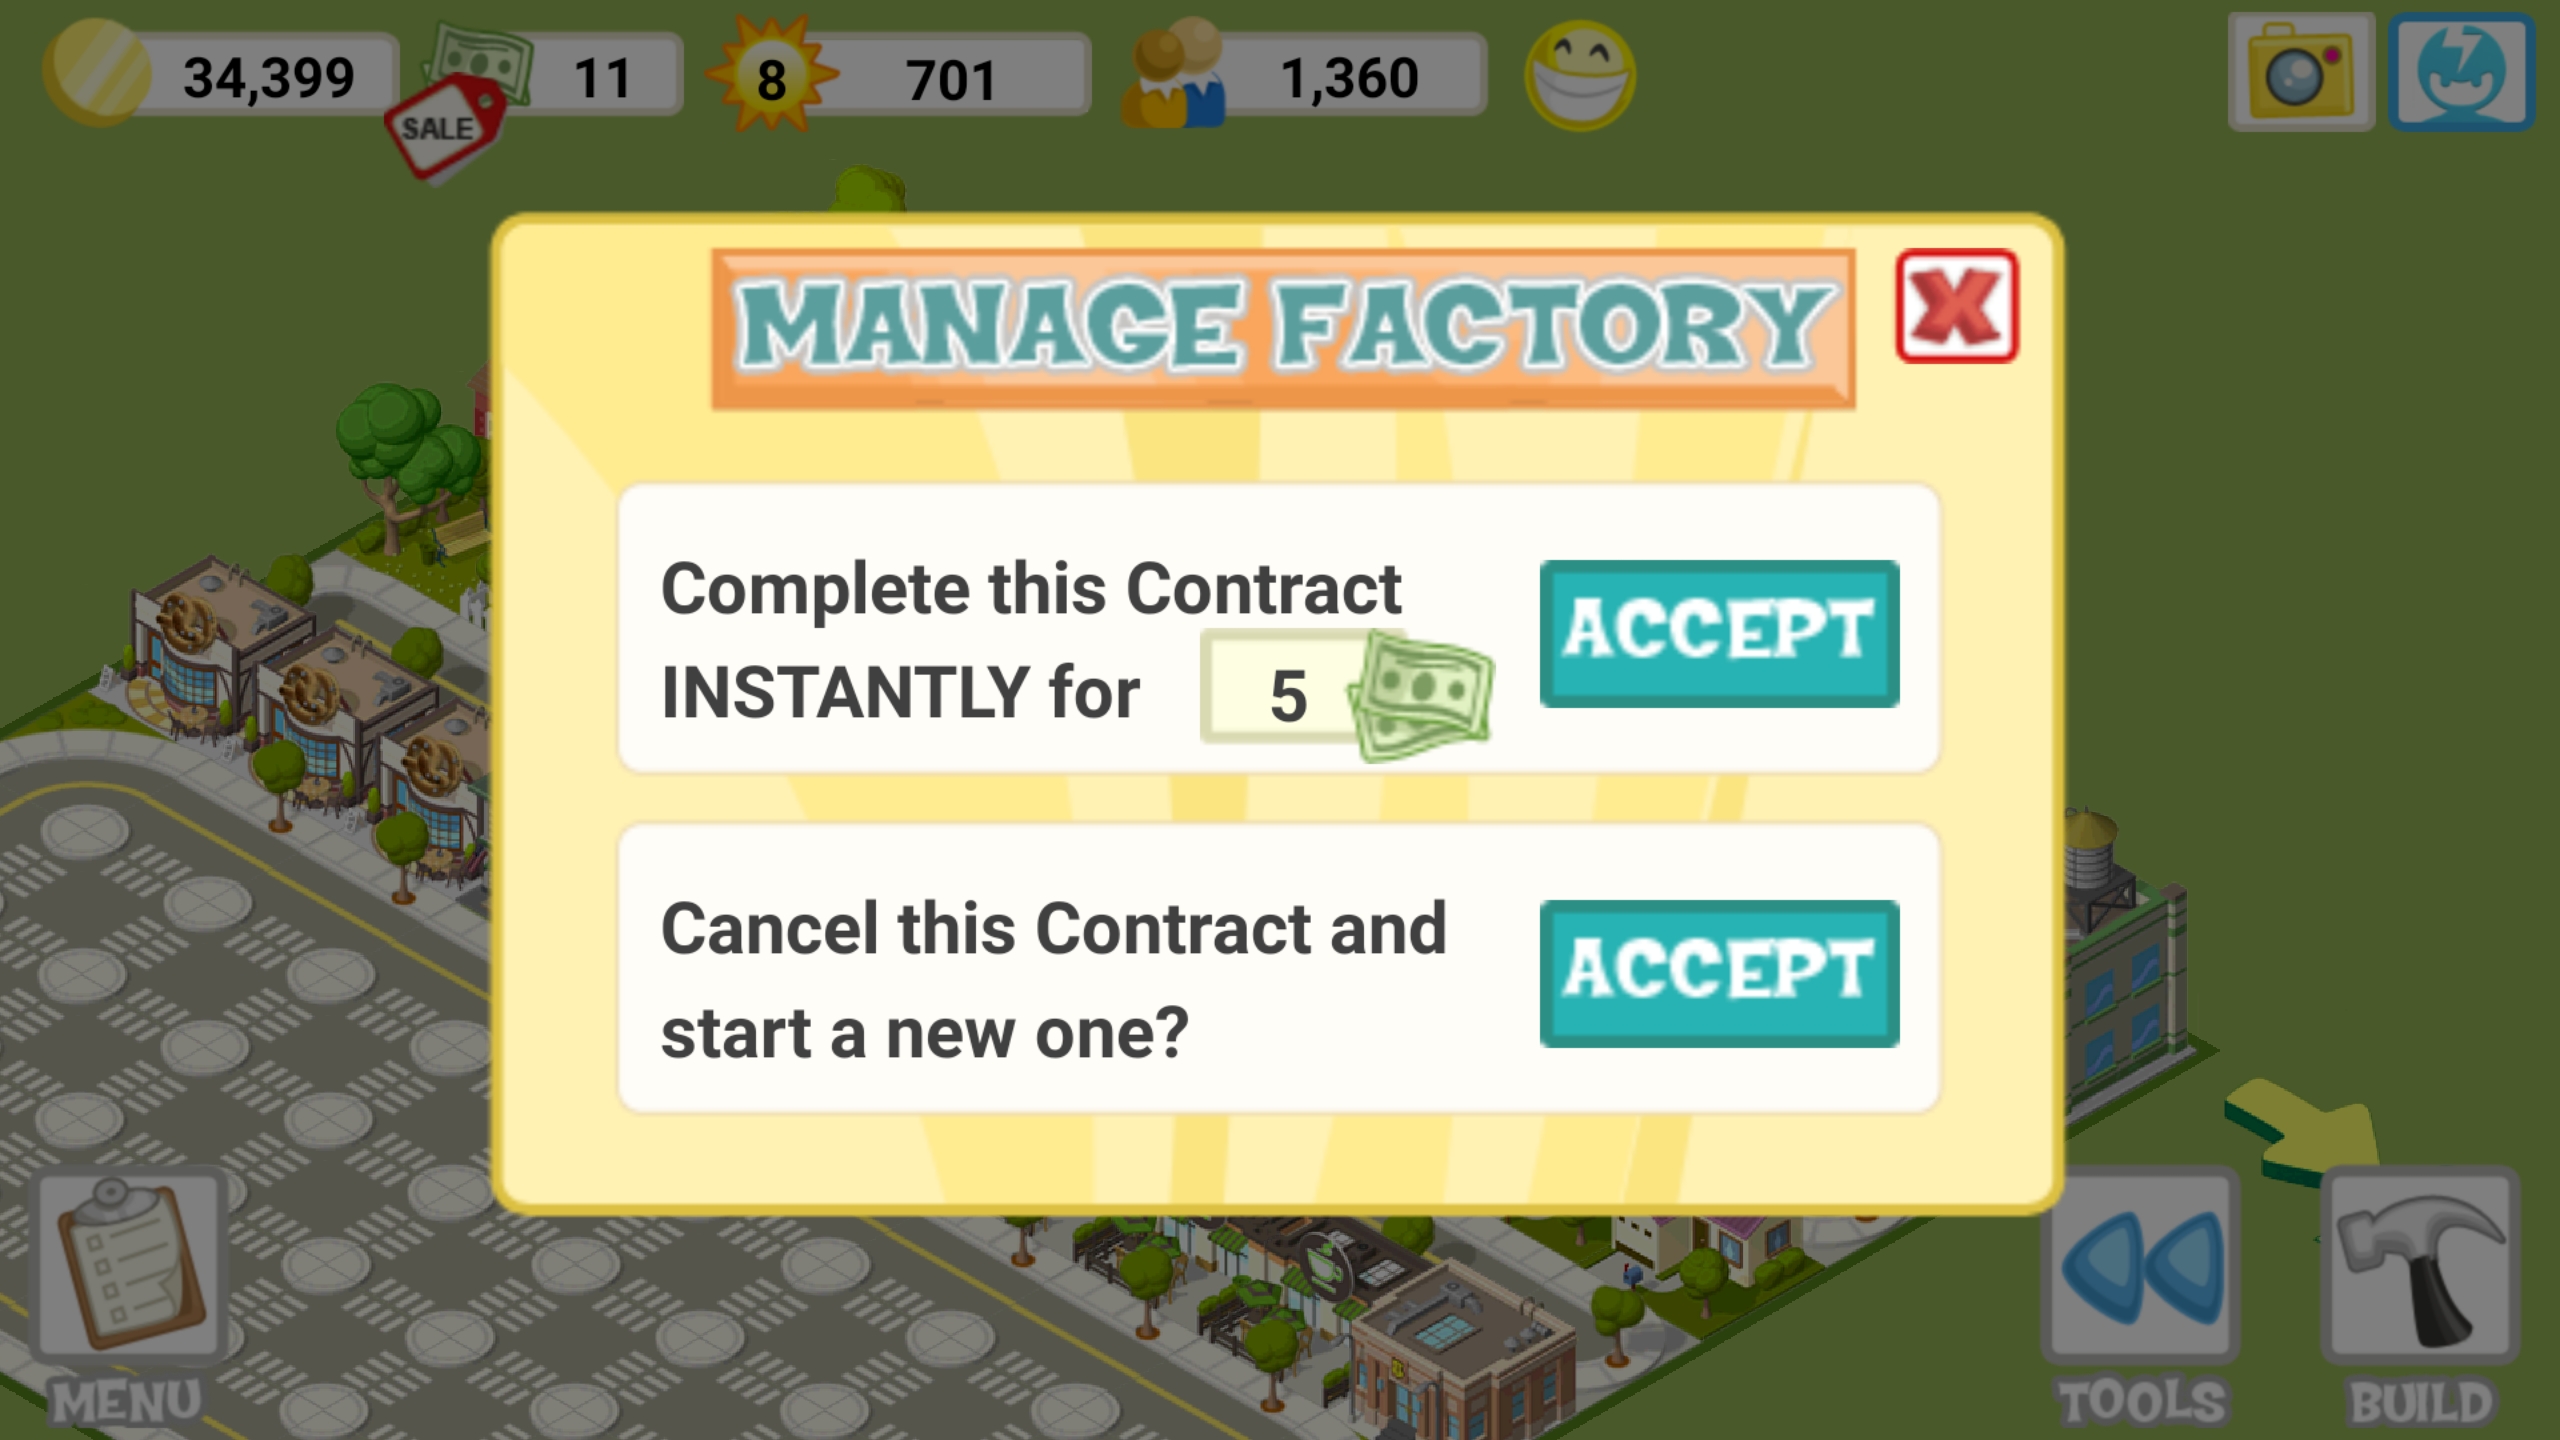 34,399
11
SALE
8
701
1,360
MANAGE FACTORY
X
Complete this Contract
INSTANTLY for 5
ACCEPT
Cancel this Contract and
start a new one?
ACCEPT
MENU
TOOLS
BUILD